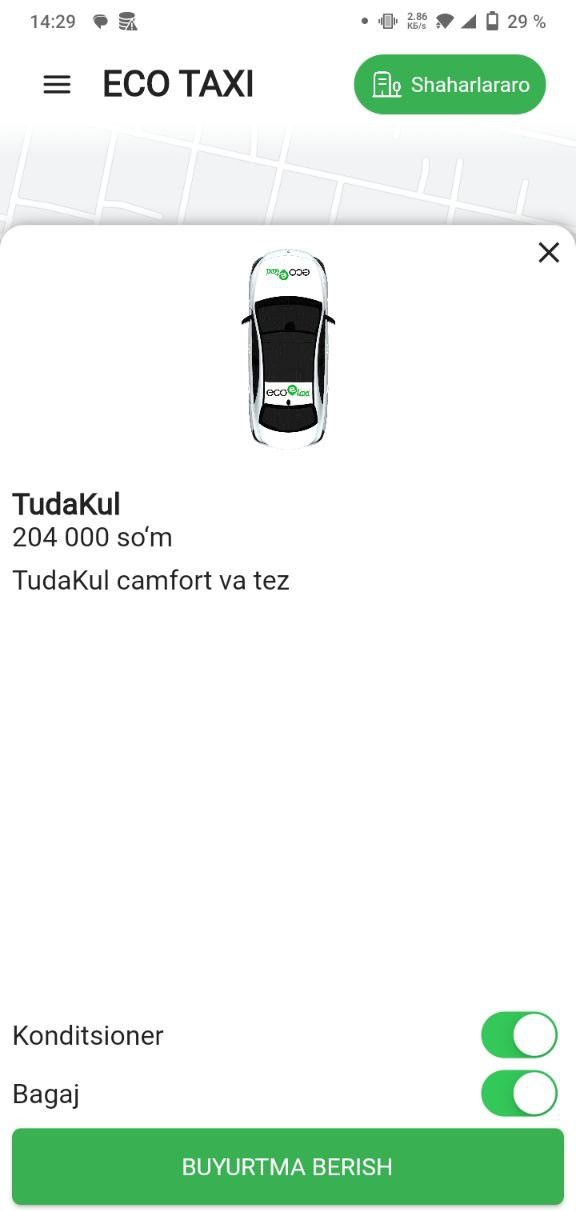 14:29
2.86
КБ/s
29 %
ECO TAXI
Shaharlararo
eco taxi
eco taxi
TudaKul
204 000 so‘m
TudaKul camfort va tez
Konditsioner
Bagaj
BUYURTMA BERISH